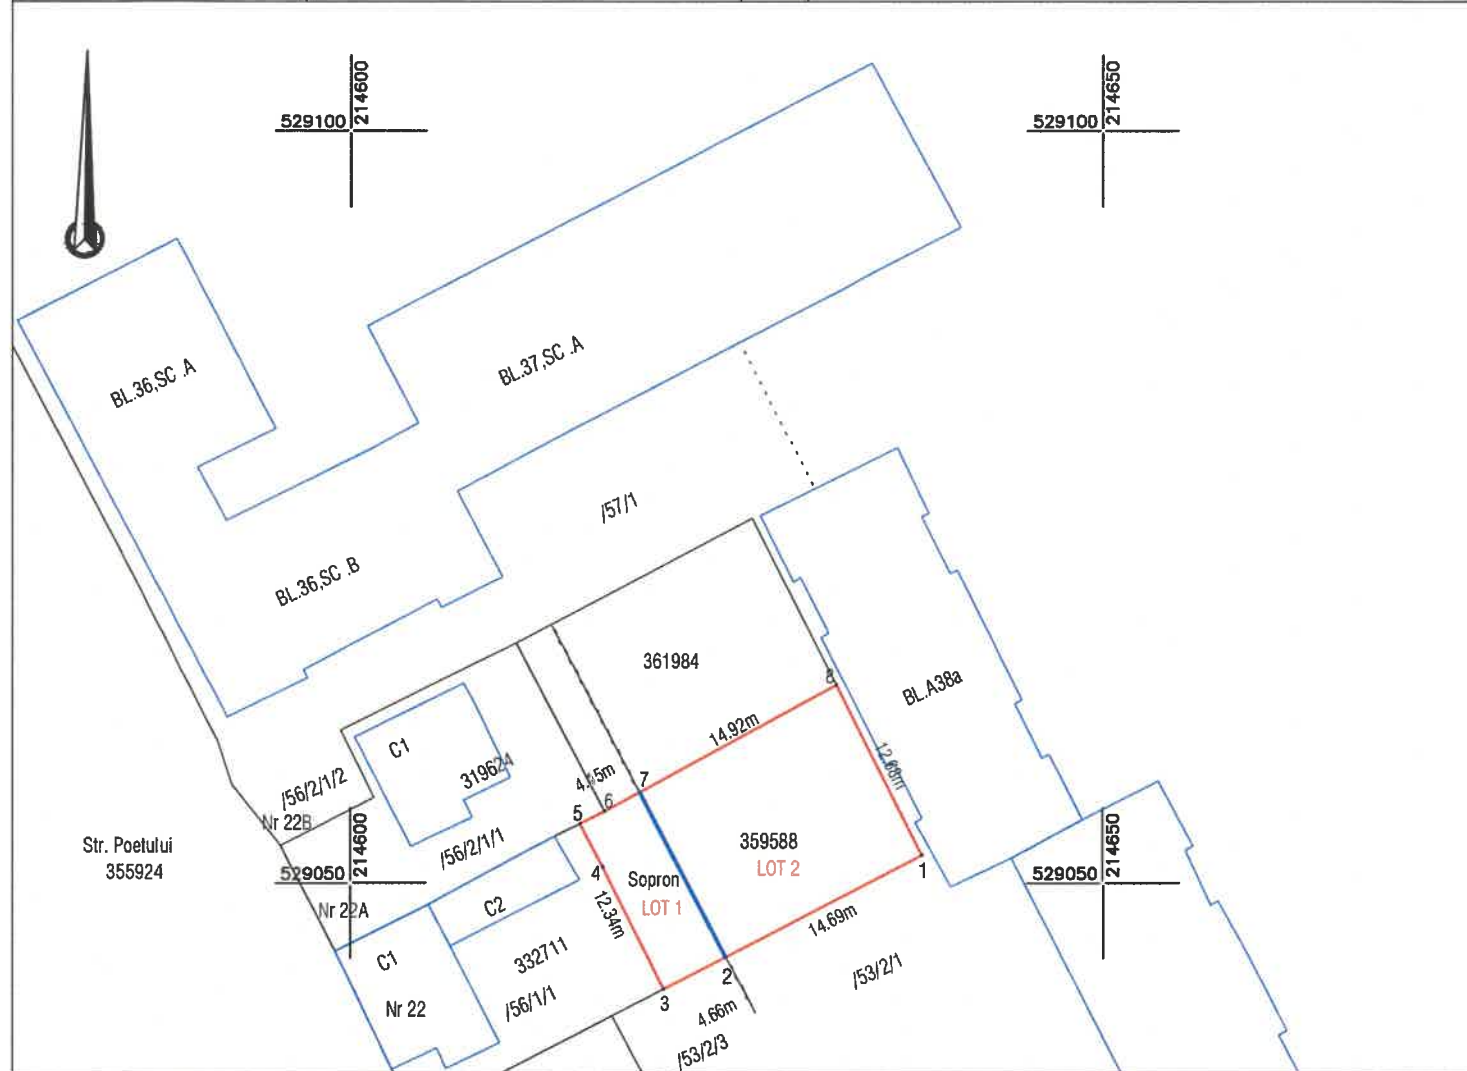 214600
529100
214650
529100
BL.36,SC .A
BL.37,SC .A
/57/1
BL.36,SC .B
361984
8
BL.A38a
14.92m
12.68m
C1
319624
4.45m
7
/56/2/1/2
6
5
Nr 22B
214600
Str. Poetului
355924
/56/2/1/1
359588
LOT 2
214650
529050
529050
4
1
Sopron
LOT 1
Nr 22A
C2
12.34m
14.69m
332711
C1
/53/2/1
2
Nr 22
/56/1/1
3
4.66m
/53/2/3